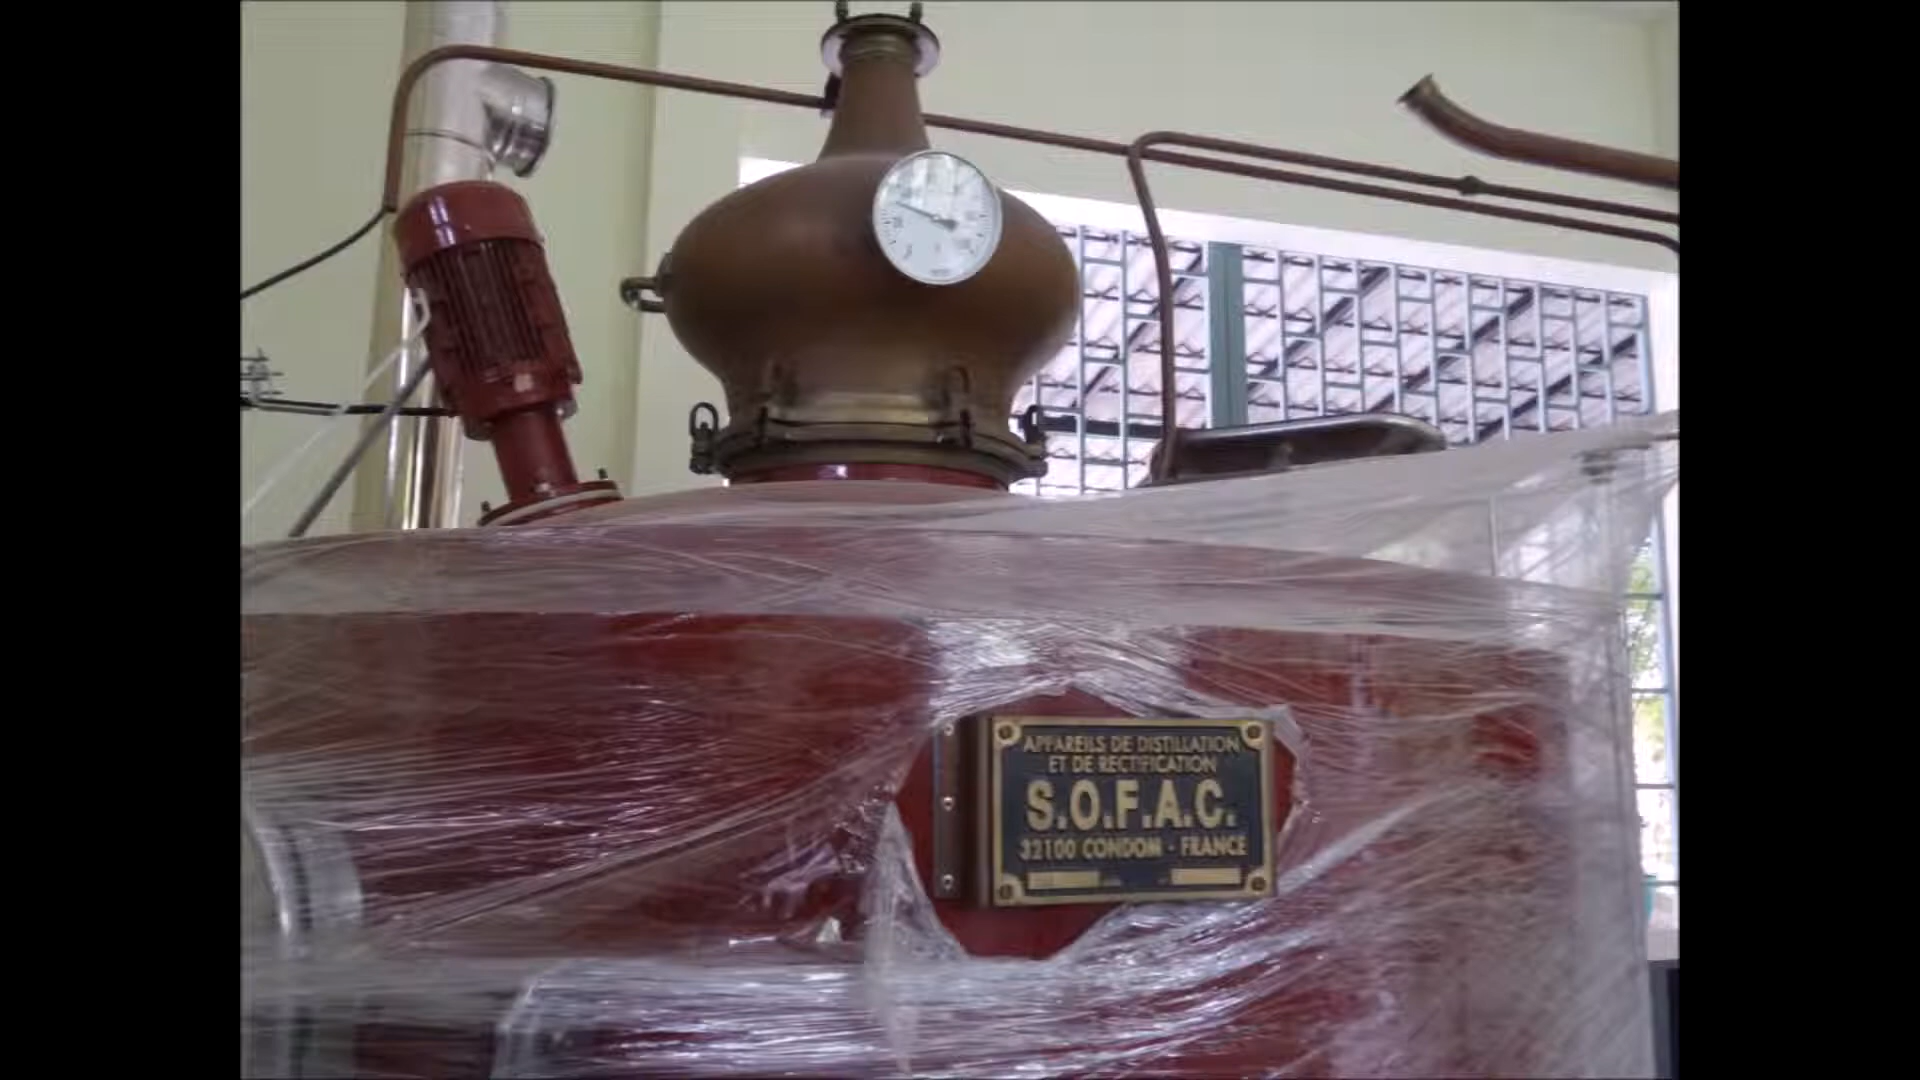 APPAREILS DE DISTILLATION
ET DE RECTIFICATION
S.O.F.A.C.
32100 CONDOM - FRANCE